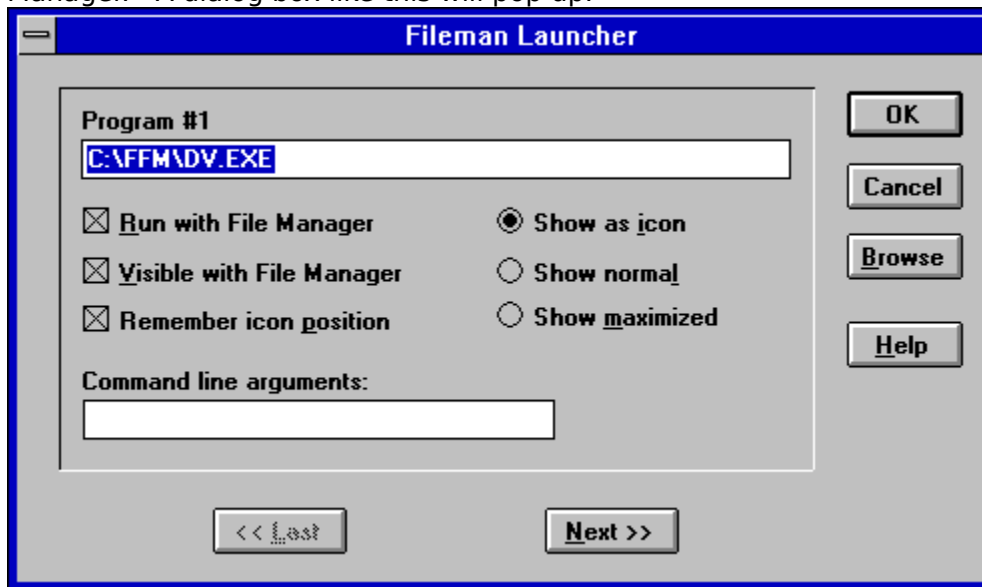 Manager. A dialog box like this will pop up:
Fileman Launcher
Program #1
C:\FFM\DV.EXE
Run with File Manager
Visible with File Manager
Remember icon position
Show as icon
Show normal
Show maximized
Command line arguments:
<< Last
Next >>
OK
Cancel
Browse
Help